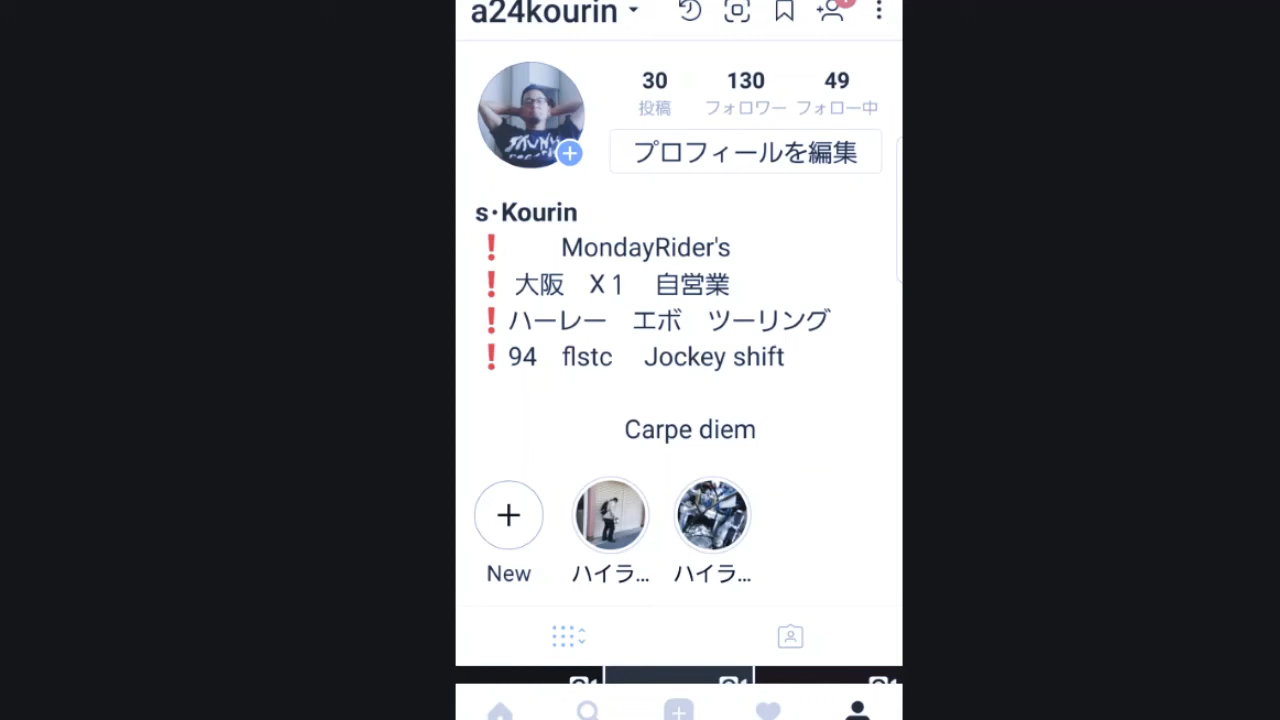 a24kourin
30 130 49
投稿 フォロワー フォロー中
プロフィールを編集
s·Kourin
❗ MondayRider's
❗ 大阪 X１ 自営業
❗ハーレー エボ ツーリング
❗94 flstc Jockey shift
Carpe diem
New ハイラ... ハイラ...